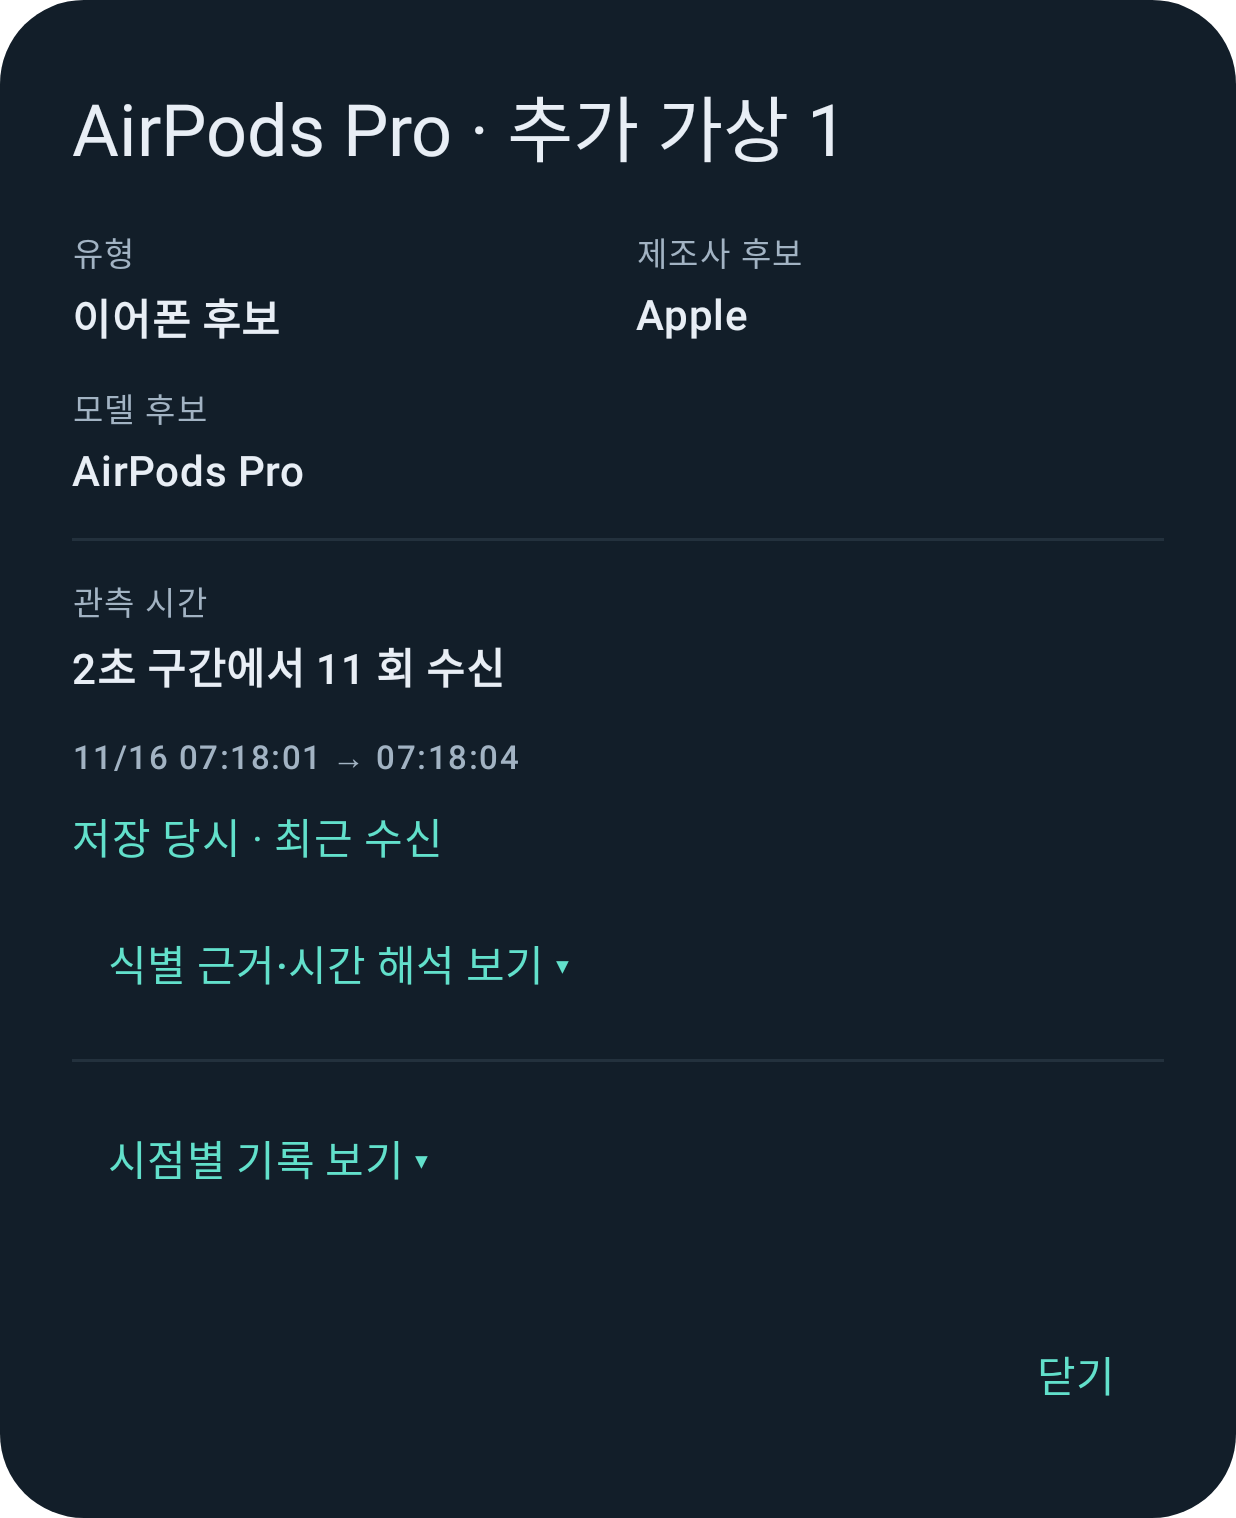 AirPods Pro · 추가 가상 1
유형
제조사 후보
이어폰 후보
Apple
모델 후보
AirPods Pro
관측 시간
2초 구간에서 11 회 수신
11/16 07:18:01 → 07:18:04
저장 당시 · 최근 수신
식별 근거·시간 해석 보기 ▾
시점별 기록 보기 ▾
닫기